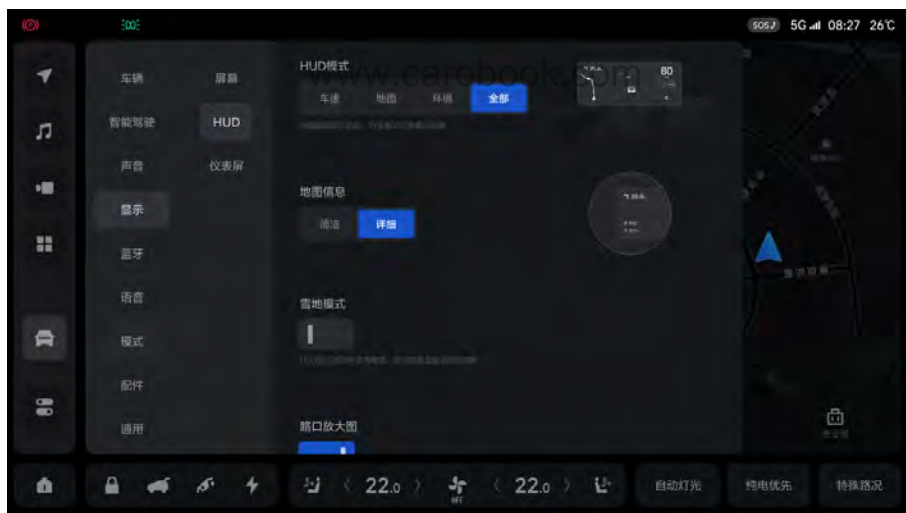 SOS 5G 08:27 26℃
车辆
屏幕
智能驾驶
HUD
声音
仪表屏
显示
蓝牙
语音
模式
配件
通用
HUD模式
www.carobook.com
车速
地图
环境
全部
80
地图信息
简洁
详细
雪地模式
路口放大图
22.0
OFF
22.0
自动灯光
纯电优先
特殊路况